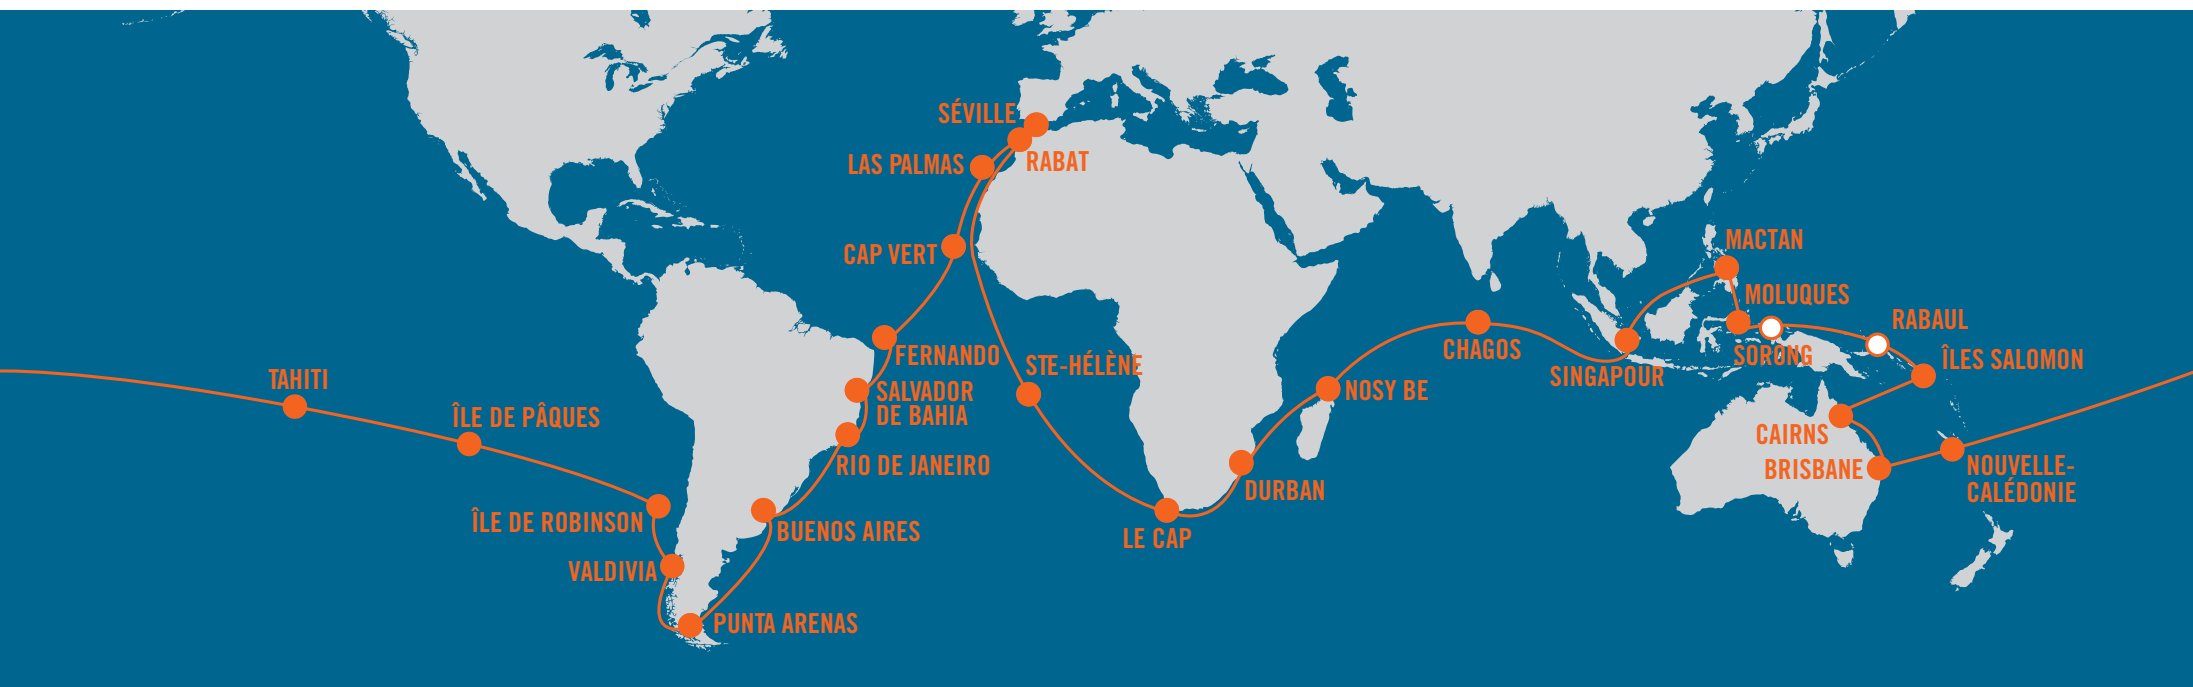 SÉVILLE
RABAT
LAS PALMAS
CAP VERT
MACTAN
MOLUQUES
RABAUL
FERNANDO
STE-HÉLÈNE
CHAGOS
SORONG
ÎLES SALOMON
SINGAPOUR
TAHITI
SALVADOR
DE BAHIA
NOSY BE
ÎLE DE PÂQUES
CAIRNS
RIO DE JANEIRO
BRISBANE
NOUVELLE-
CALÉDONIE
DURBAN
ÎLE DE ROBINSON
BUENOS AIRES
LE CAP
VALDIVIA
PUNTA ARENAS